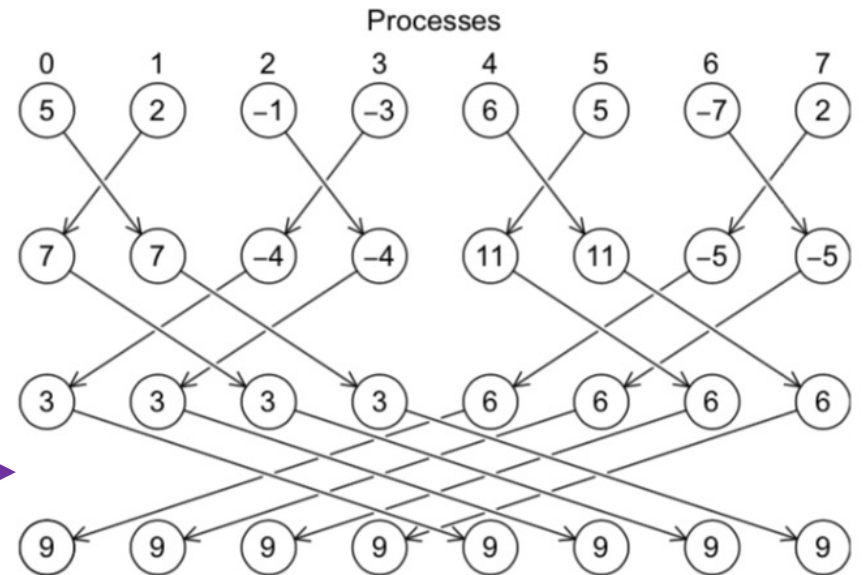 Processes
0 1 2 3 4 5 6 7
5 2 –1 –3 6 5 –7 2
7 7 –4 –4 11 11 –5 –5
3 3 3 3 6 6 6 6
9 9 9 9 9 9 9 9